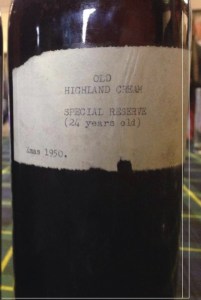 OLD
HIGHLAND CREAM
SPECIAL RESERVE
(24 years old)
Xmas 1950.